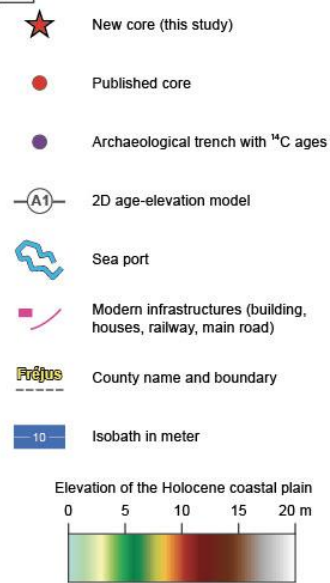 New core (this study)
Published core
Archaeological trench with ¹⁴C ages
A1 2D age-elevation model
Sea port
Modern infrastructures (building,
houses, railway, main road)
Fréjus County name and boundary
10 Isobath in meter
Elevation of the Holocene coastal plain
0 5 10 15 20 m